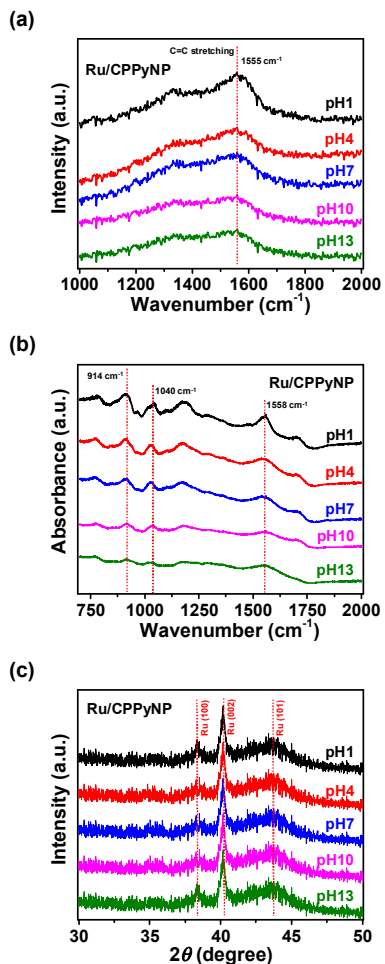 (a)
C=C stretching
1555 cm⁻¹
Ru/CPPyNP
pH1
pH4
pH7
pH10
pH13
Intensity (a.u.)
1000 1200 1400 1600 1800 2000
Wavenumber (cm⁻¹)
(b)
914 cm⁻¹
1040 cm⁻¹
Ru/CPPyNP
1558 cm⁻¹
pH1
pH4
pH7
pH10
pH13
Absorbance (a.u.)
750 1000 1250 1500 1750 2000
Wavenumber (cm⁻¹)
(c)
Ru/CPPyNP
Ru (100)
Ru (002)
Ru (101)
pH1
pH4
pH7
pH10
pH13
Intensity (a.u.)
30 35 40 45 50
2θ (degree)